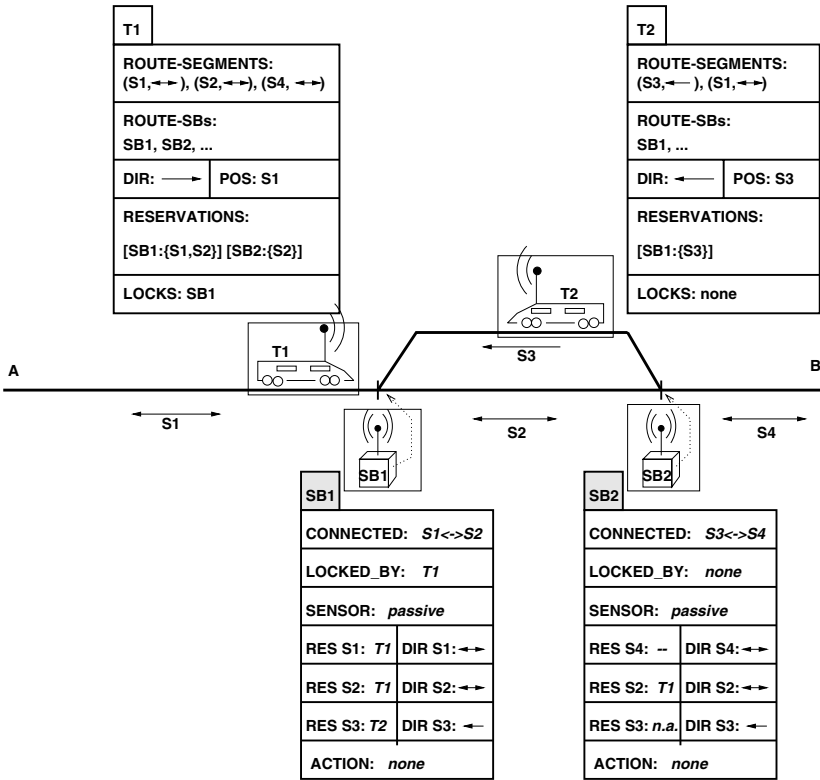 T1
ROUTE-SEGMENTS:
(S1,◄►), (S2,◄►), (S4, ◄►)
ROUTE-SBs:
SB1, SB2, ...
DIR: → POS: S1
RESERVATIONS:
[SB1:{S1,S2}] [SB2:{S2}]
LOCKS: SB1
T2
ROUTE-SEGMENTS:
(S3,← ), (S1,◄►)
ROUTE-SBs:
SB1, ...
DIR: ← POS: S3
RESERVATIONS:
[SB1:{S3}]
LOCKS: none
T2
T1
S3
A
B
S1
S2
S4
SB1
SB2
SB1
CONNECTED: S1<->S2
LOCKED_BY: T1
SENSOR: passive
RES S1: T1 DIR S1: ◄►
RES S2: T1 DIR S2: ◄►
RES S3: T2 DIR S3: ←
ACTION: none
SB2
CONNECTED: S3<->S4
LOCKED_BY: none
SENSOR: passive
RES S4: -- DIR S4: ◄►
RES S2: T1 DIR S2: ◄►
RES S3: n.a. DIR S3: ←
ACTION: none